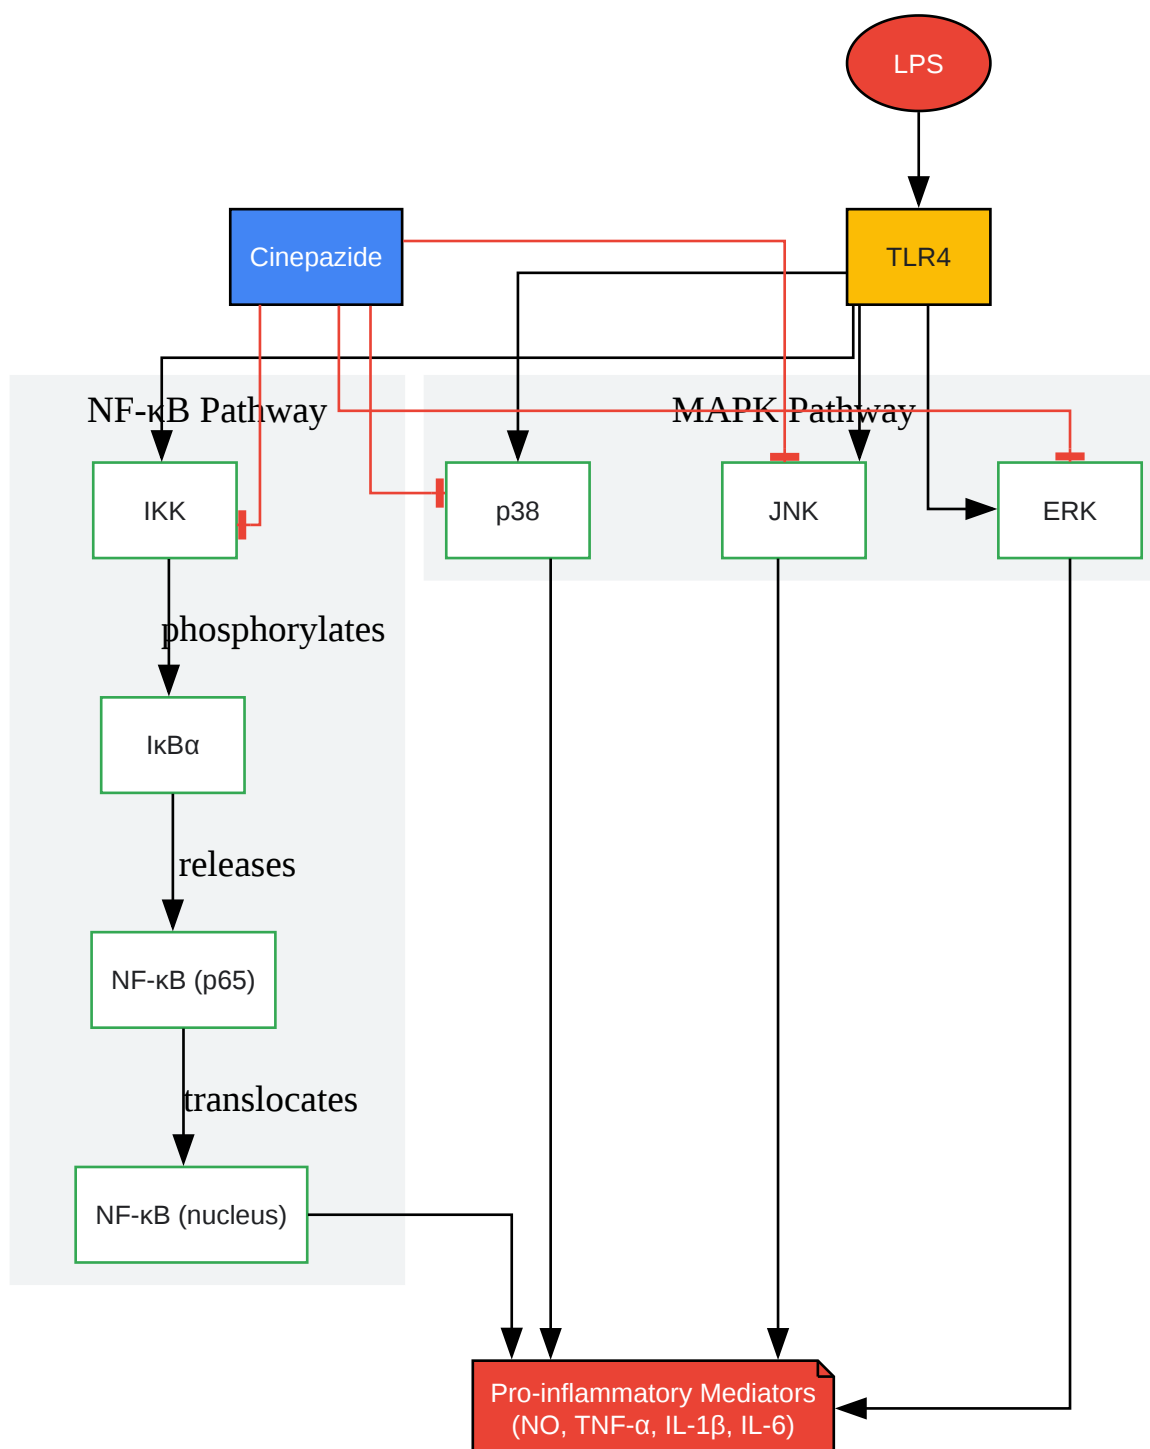 LPS
Cinepazide
TLR4
NF-κB Pathway
MAPK Pathway
IKK
p38
JNK
ERK
phosphorylates
IκBα
releases
NF-κB (p65)
translocates
NF-κB (nucleus)
Pro-inflammatory Mediators
(NO, TNF-α, IL-1β, IL-6)